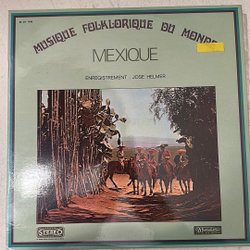 MUSIQUE FOLKLORIQUE DU MONDE
MEXIQUE
ENREGISTREMENT : JOSE HELMER
STEREO